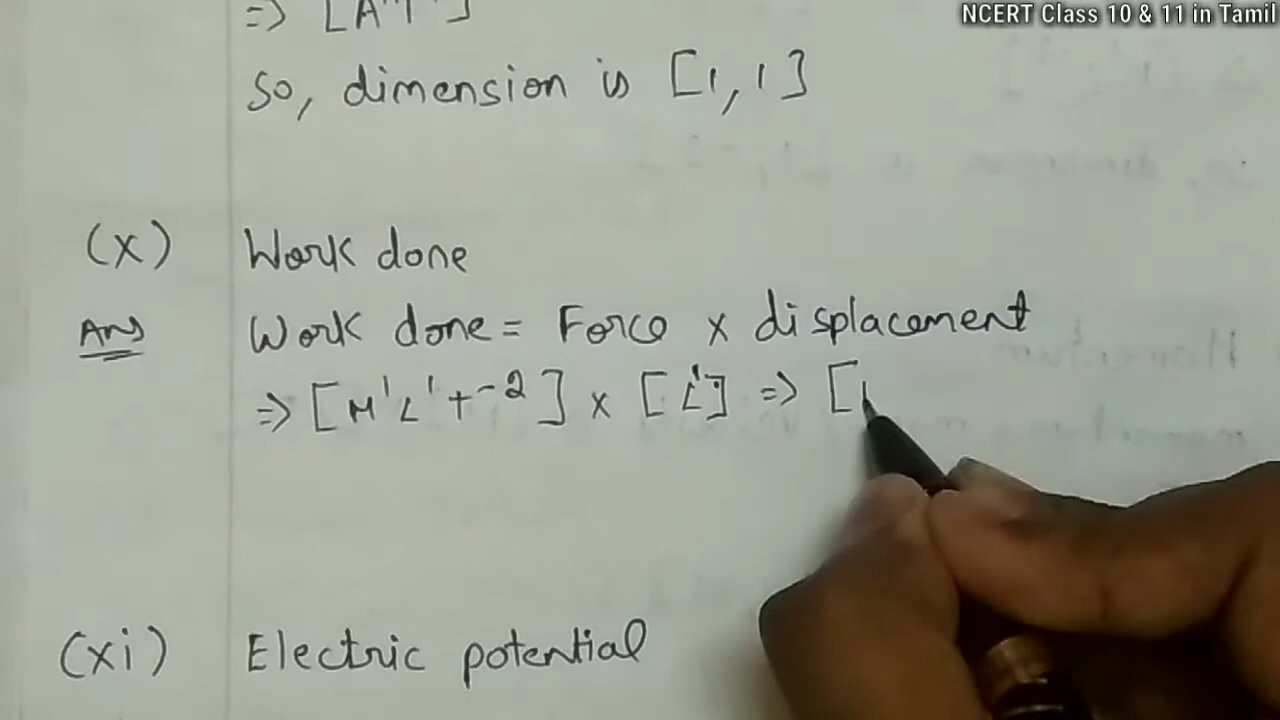 NCERT Class 10 & 11 in Tamil
=> [A¹T¹]
So, dimension is [1, 1]
(x) Work done
Ans Work done = Force x displacement
=> [M¹L¹T⁻²] x [L¹] => [
(xi) Electric potential